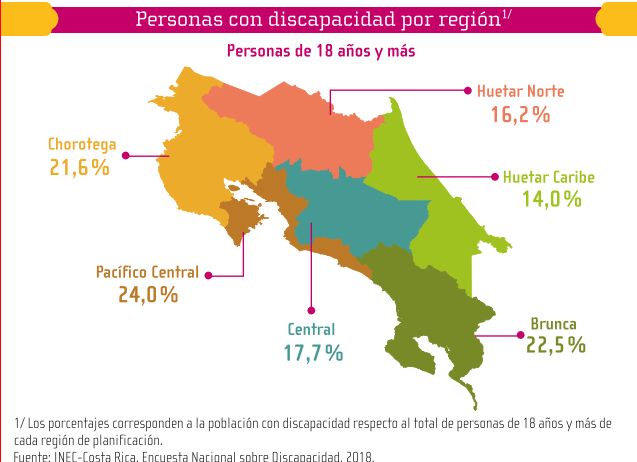 Personas con discapacidad por región1/
Personas de 18 años y más
Huetar Norte
16,2%
Chorotega
21,6%
Huetar Caribe
14,0%
Pacífico Central
24,0%
Central
17,7%
Brunca
22,5%
1/ Los porcentajes corresponden a la población con discapacidad respecto al total de personas de 18 años y más de
cada región de planificación.
Fuente: INEC-Costa Rica. Encuesta Nacional sobre Discapacidad, 2018.